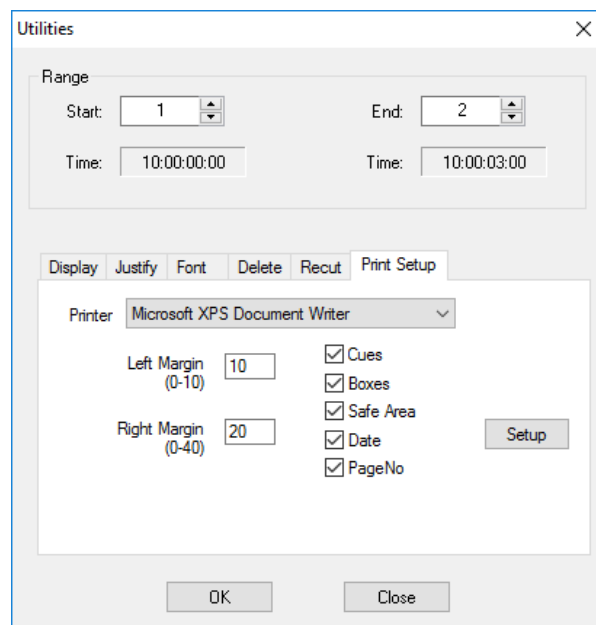 Utilities
Range
Start: 1 End: 2
Time: 10:00:00:00 Time: 10:00:03:00
Display Justify Font Delete Recut Print Setup
Printer Microsoft XPS Document Writer
Left Margin 10
(0-10)
Right Margin 20
(0-40)
Cues
Boxes
Safe Area
Date
PageNo
Setup
OK Close